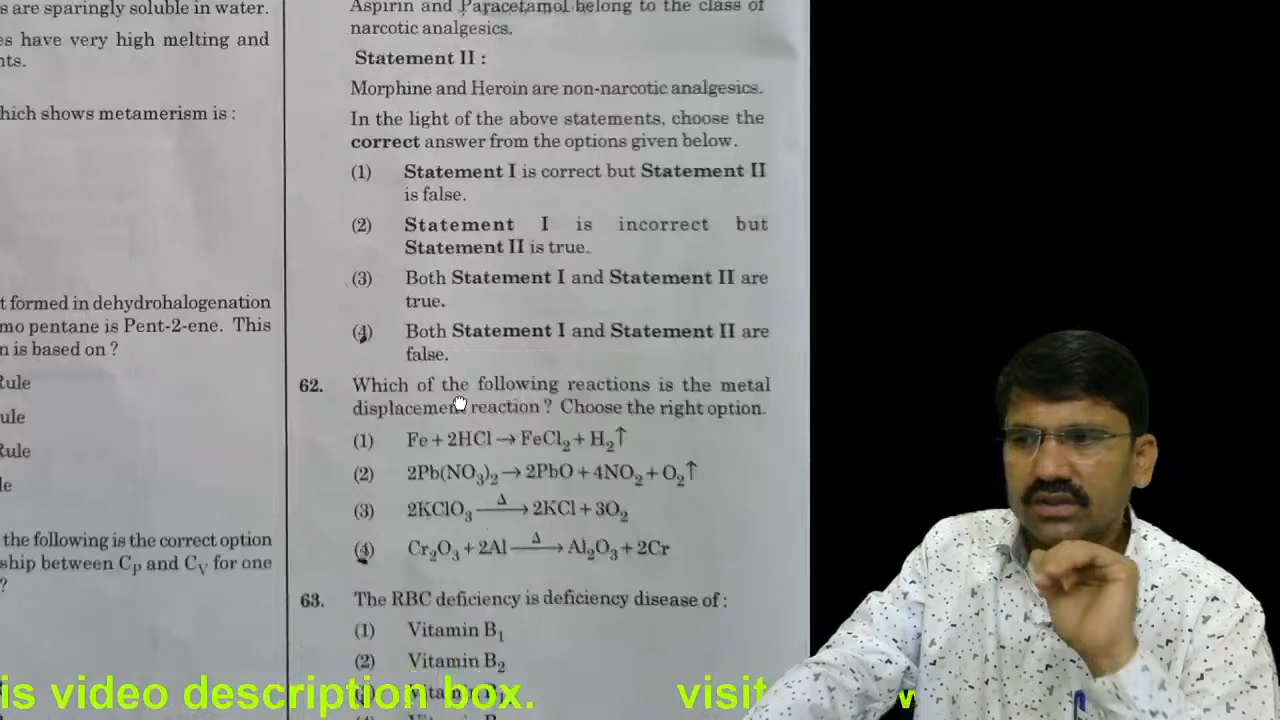 s are sparingly soluble in water.
es have very high melting and
nts.
hich shows metamerism is :
t formed in dehydrohalogenation
mo pentane is Pent-2-ene. This
n is based on ?
Rule
ule
Rule
le
the following is the correct option
ship between Cₚ and Cᵥ for one
?
Aspirin and Paracetamol belong to the class of
narcotic analgesics.
Statement II :
Morphine and Heroin are non-narcotic analgesics.
In the light of the above statements, choose the
correct answer from the options given below.
(1) Statement I is correct but Statement II
is false.
(2) Statement I is incorrect but
Statement II is true.
(3) Both Statement I and Statement II are
true.
(4) Both Statement I and Statement II are
false.
62. Which of the following reactions is the metal
displacement reaction ? Choose the right option.
(1) Fe + 2HCl → FeCl₂ + H₂↑
(2) 2Pb(NO₃)₂ → 2PbO + 4NO₂ + O₂↑
(3) 2KClO₃ —Δ→ 2KCl + 3O₂
(4) Cr₂O₃ + 2Al —Δ→ Al₂O₃ + 2Cr
63. The RBC deficiency is deficiency disease of :
(1) Vitamin B₁
(2) Vitamin B₂
is video description box. visit